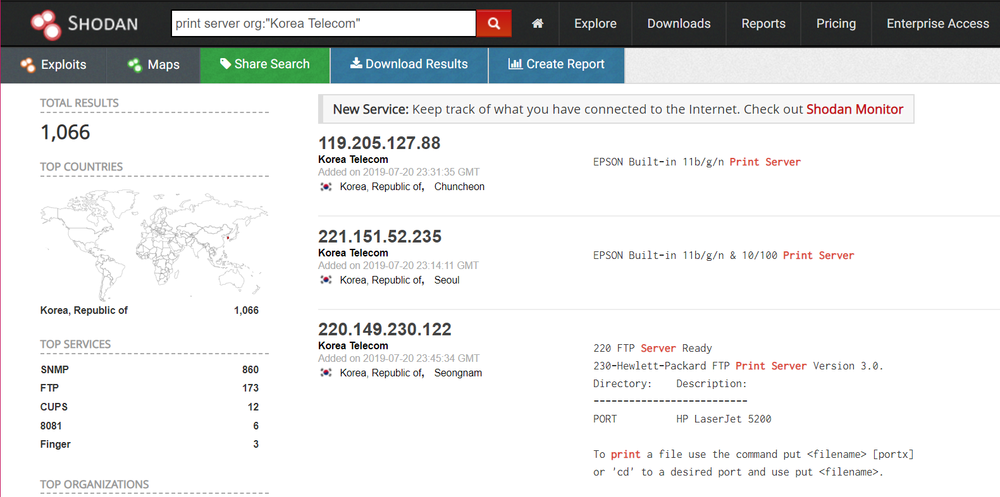 SHODAN
print server org:"Korea Telecom"
Explore
Downloads
Reports
Pricing
Enterprise Access
Exploits
Maps
Share Search
Download Results
Create Report
TOTAL RESULTS
1,066
TOP COUNTRIES
Korea, Republic of 1,066
TOP SERVICES
SNMP 860
FTP 173
CUPS 12
8081 6
Finger 3
TOP ORGANIZATIONS
New Service: Keep track of what you have connected to the Internet. Check out Shodan Monitor
119.205.127.88
Korea Telecom
Added on 2019-07-20 23:31:35 GMT
Korea, Republic of, Chuncheon
EPSON Built-in 11b/g/n Print Server
221.151.52.235
Korea Telecom
Added on 2019-07-20 23:14:11 GMT
Korea, Republic of, Seoul
EPSON Built-in 11b/g/n & 10/100 Print Server
220.149.230.122
Korea Telecom
Added on 2019-07-20 23:45:34 GMT
Korea, Republic of, Seongnam
220 FTP Server Ready
230-Hewlett-Packard FTP Print Server Version 3.0.
Directory: Description:
--------------------------
PORT HP LaserJet 5200
To print a file use the command put <filename> [portx]
or 'cd' to a desired port and use put <filename>.